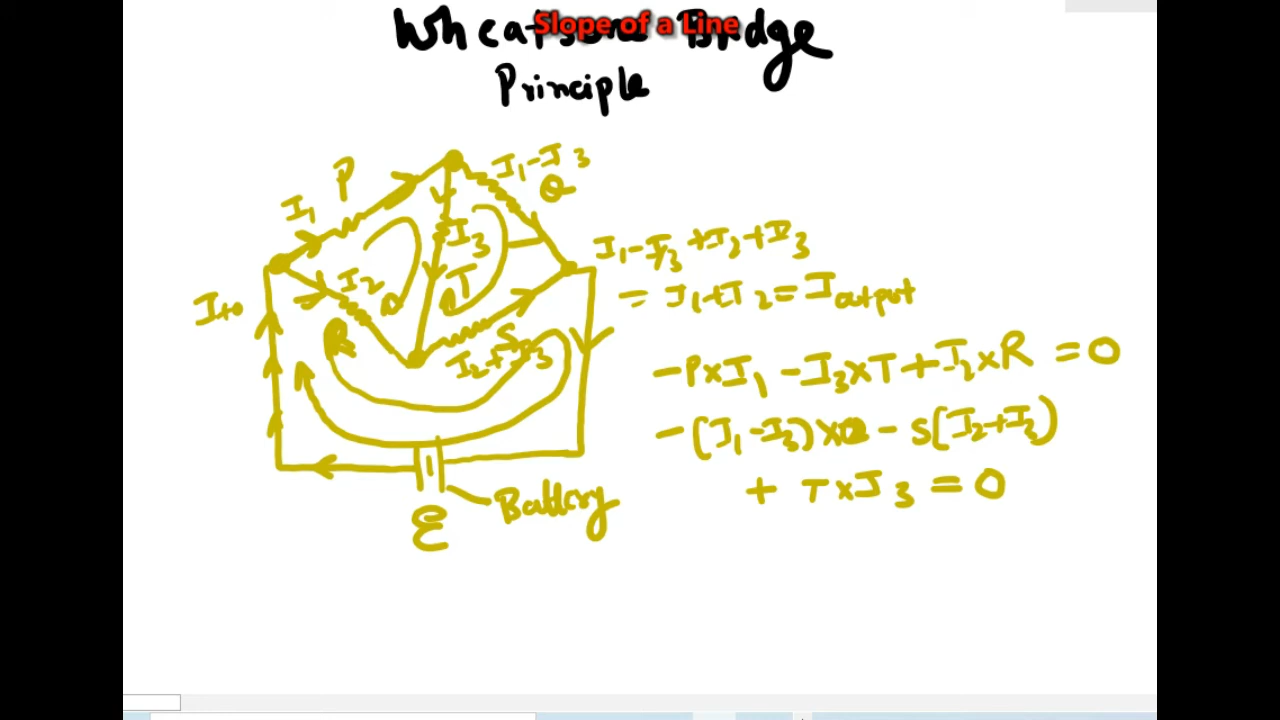 Wheatstone Bridge
Slope of a Line
Principle
P
I1
I1-I3
Q
I2
I3
T
R
S
I2+I3
I1-I3+I2+I3
= I1+I2 = Ioutput
-P×I1 -I3×T+I2×R = 0
-(I1-I3)×Q - S(I2+I3)
+ T×I3 = 0
Battery
ε